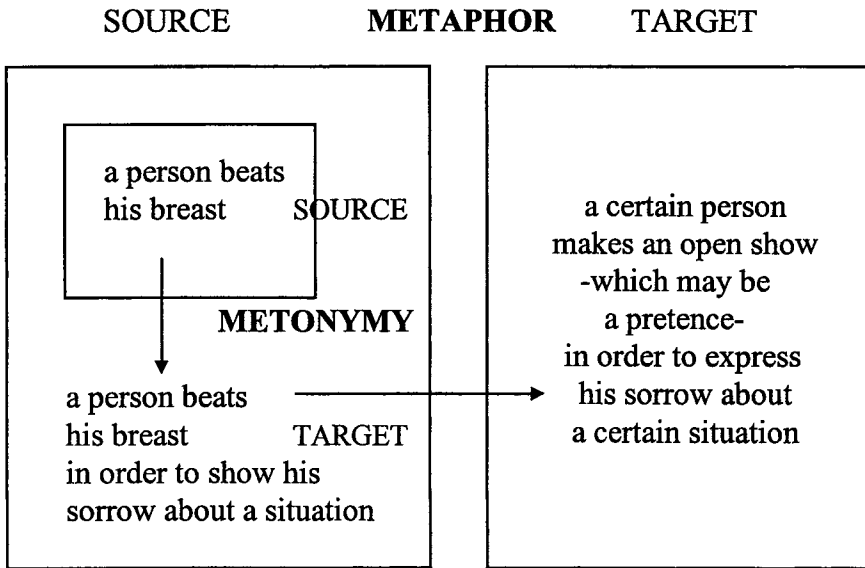 SOURCE METAPHOR TARGET
a person beats
his breast SOURCE
METONYMY
a person beats
his breast TARGET
in order to show his
sorrow about a situation
a certain person
makes an open show
-which may be
a pretence-
in order to express
his sorrow about
a certain situation